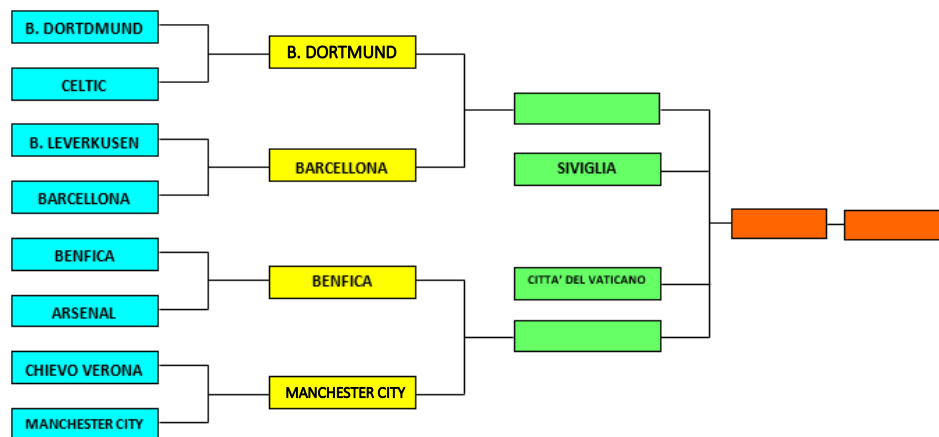 B. DORTDMUND
CELTIC
B. LEVERKUSEN
BARCELLONA
BENFICA
ARSENAL
CHIEVO VERONA
MANCHESTER CITY
B. DORTMUND
BARCELLONA
BENFICA
MANCHESTER CITY
SIVIGLIA
CITTA' DEL VATICANO